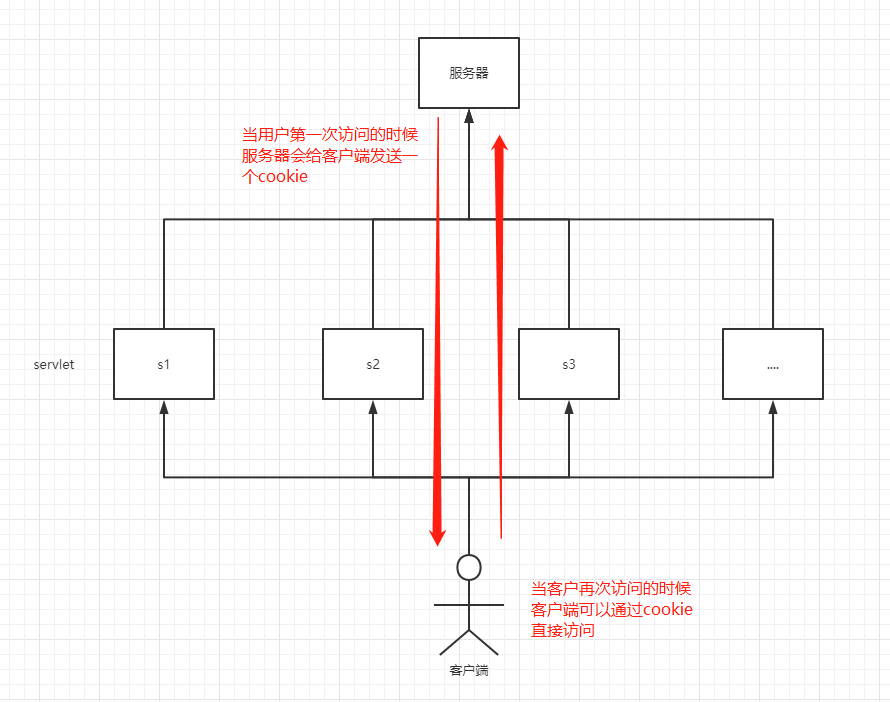 服务器
当用户第一次访问的时候
服务器会给客户端发送一
个cookie
servlet
s1
s2
s3
....
当客户再次访问的时候
客户端可以通过cookie
直接访问
客户端